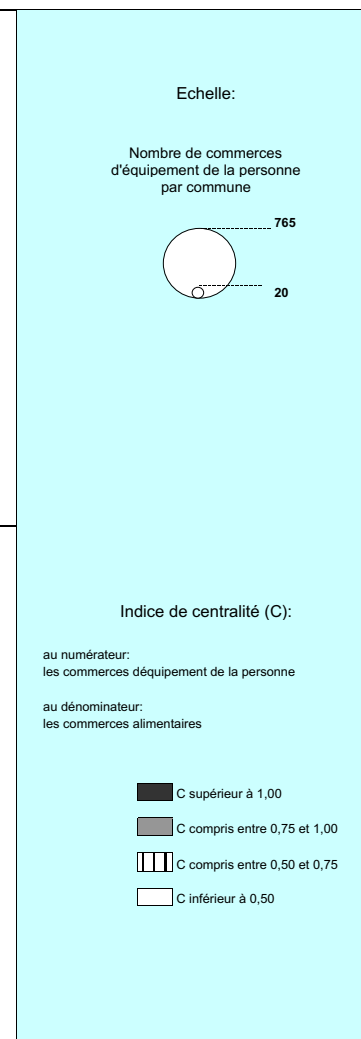 Echelle:
Nombre de commerces
d'équipement de la personne
par commune
765
20
Indice de centralité (C):
au numérateur:
les commerces déquipement de la personne
au dénominateur:
les commerces alimentaires
C supérieur à 1,00
C compris entre 0,75 et 1,00
C compris entre 0,50 et 0,75
C inférieur à 0,50